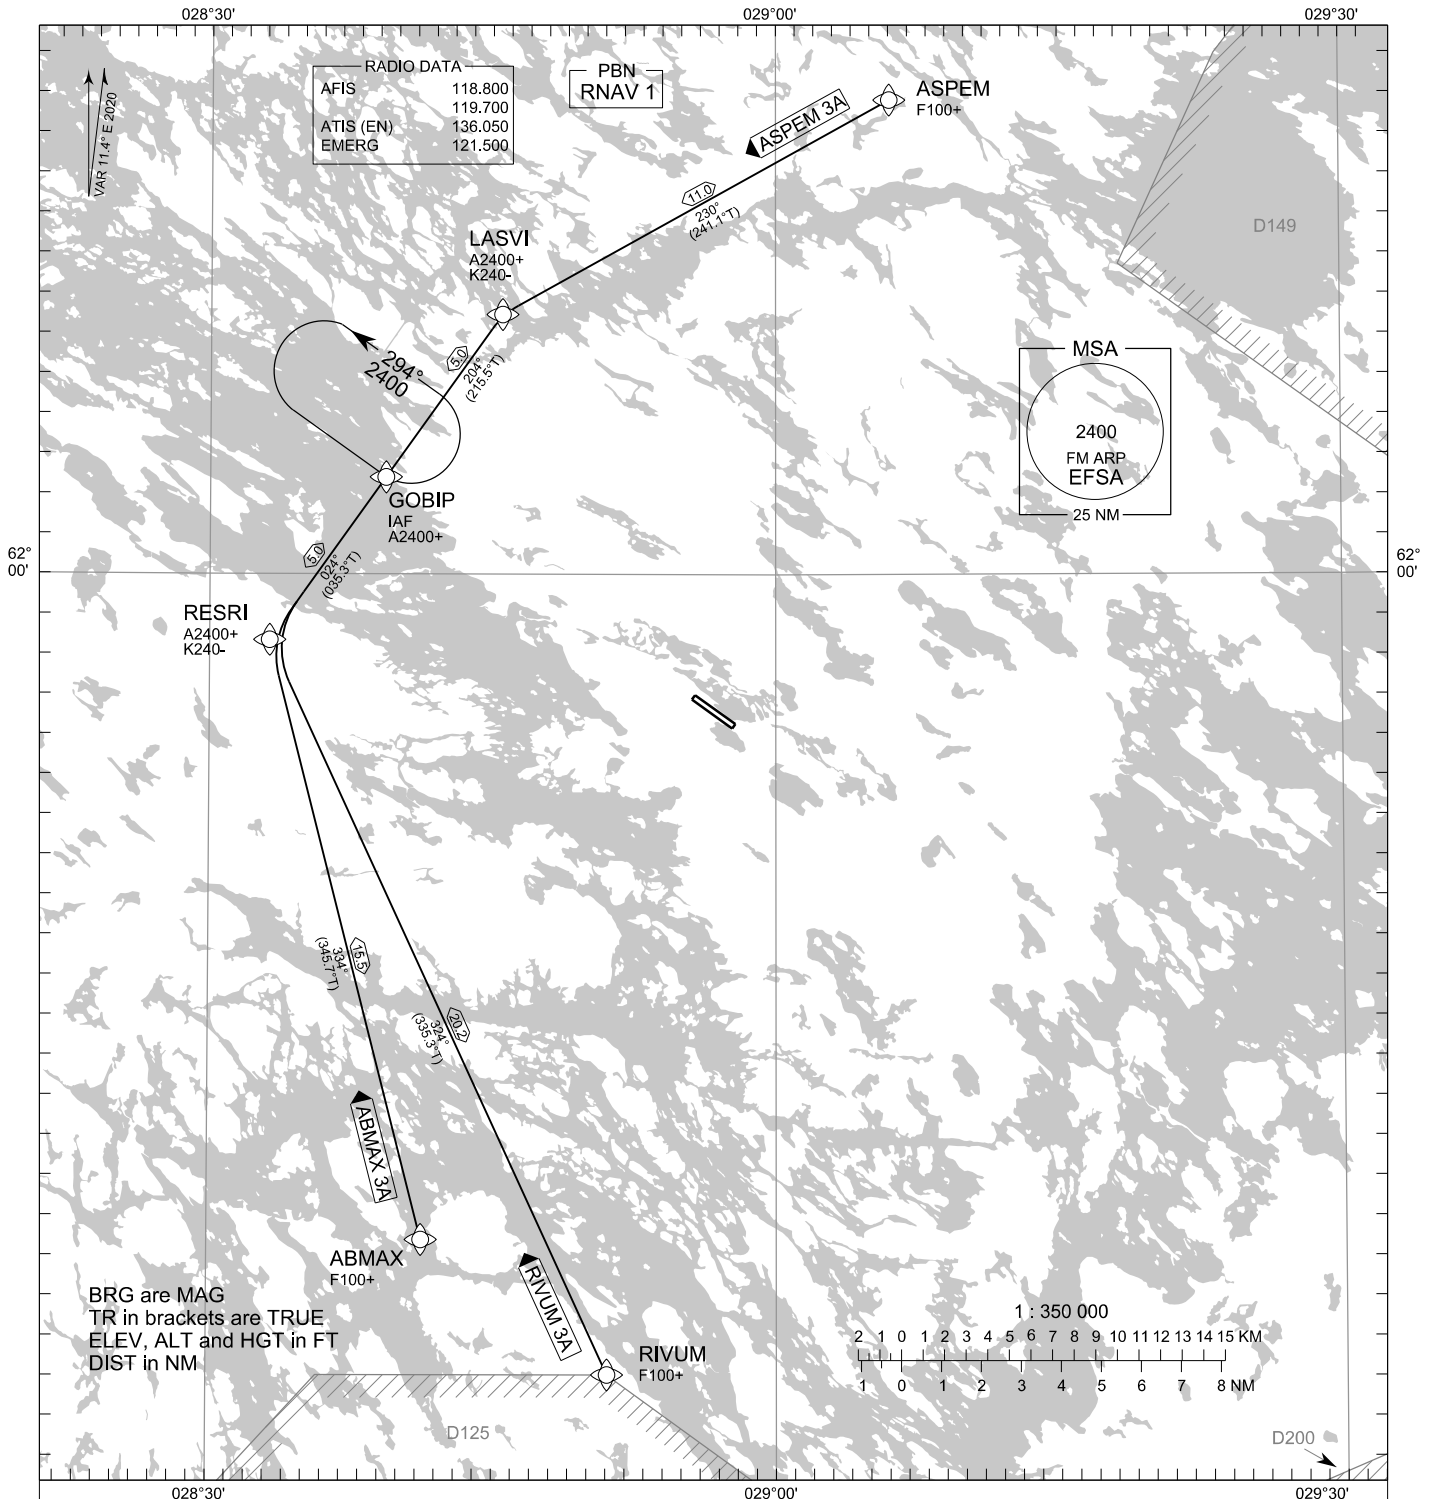 028°30'
029°00'
029°30'
VAR 11.4° E 2020
RADIO DATA
AFIS 118.800
119.700
ATIS (EN) 136.050
EMERG 121.500
PBN
RNAV 1
ASPEM
F100+
ASPEM 3A
11.0
230°
(241.1°T)
D149
LASVI
A2400+
K240-
5.0
204°
(215.5°T)
294°
2400
MSA
2400
FM ARP
EFSA
25 NM
GOBIP
IAF
A2400+
5.0
024°
(035.3°T)
62°
00'
62°
00'
RESRI
A2400+
K240-
15.5
334°
(345.7°T)
20.2
324°
(335.3°T)
ABMAX 3A
ABMAX
F100+
RIVUM 3A
RIVUM
F100+
BRG are MAG
TR in brackets are TRUE
ELEV, ALT and HGT in FT
DIST in NM
1 : 350 000
2 1 0 1 2 3 4 5 6 7 8 9 10 11 12 13 14 15 KM
1 0 1 2 3 4 5 6 7 8 NM
D125
D200
028°30'
029°00'
029°30'